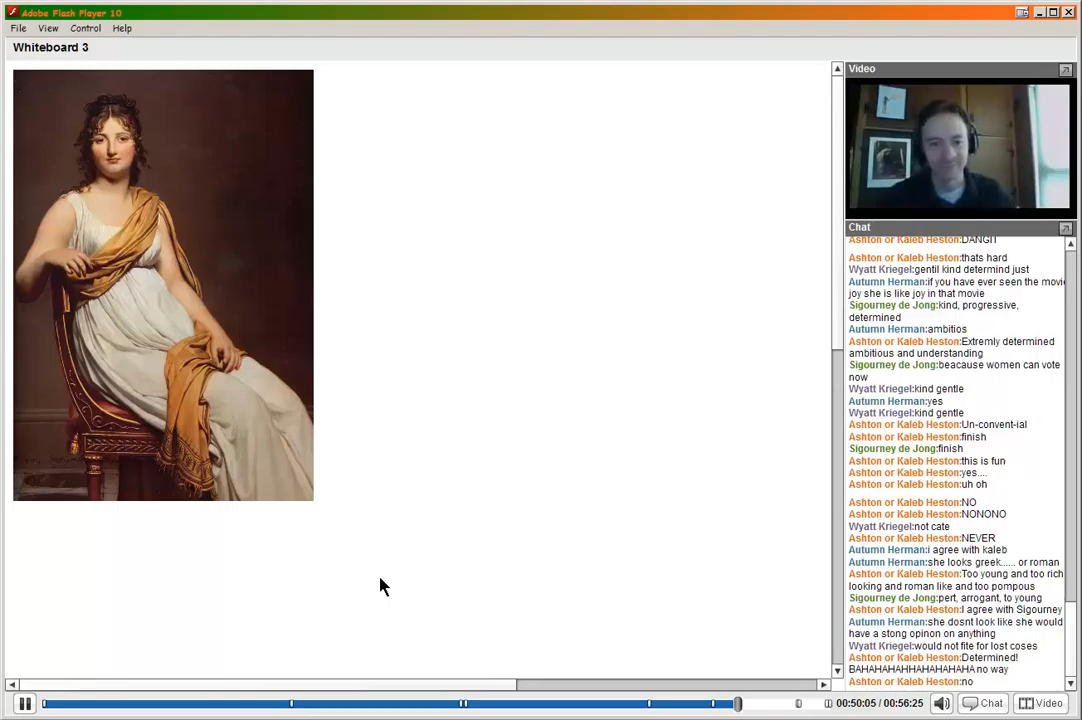 Adobe Flash Player 10
File View Control Help
Whiteboard 3
Video
Chat
Ashton or Kaleb Heston:DANGIT
Ashton or Kaleb Heston:thats hard
Wyatt Kriegel:gentil kind determind just
Autumn Herman:if you have ever seen the movie
joy she is like joy in that movie
Sigourney de Jong:kind, progressive,
determined
Autumn Herman:ambitios
Ashton or Kaleb Heston:Extremly determined
ambitious and understanding
Sigourney de Jong:beacause women can vote
now
Wyatt Kriegel:kind gentle
Autumn Herman:yes
Wyatt Kriegel:kind gentle
Ashton or Kaleb Heston:Un-convent-ial
Ashton or Kaleb Heston:finish
Sigourney de Jong:finish
Ashton or Kaleb Heston:this is fun
Ashton or Kaleb Heston:yes....
Ashton or Kaleb Heston:uh oh
Ashton or Kaleb Heston:NO
Ashton or Kaleb Heston:NONONO
Wyatt Kriegel:not cate
Ashton or Kaleb Heston:NEVER
Autumn Herman:i agree with kaleb
Autumn Herman:she looks greek...... or roman
Ashton or Kaleb Heston:Too young and too rich
looking and roman like and too pompous
Sigourney de Jong:pert, arrogant, to young
Ashton or Kaleb Heston:I agree with Sigourney
Autumn Herman:she dosnt look like she would
have a stong opinon on anything
Wyatt Kriegel:would not fite for lost coses
Ashton or Kaleb Heston:Determined!
BAHAHAHAHHAHAHAHAHA no way
Ashton or Kaleb Heston:no
00:50:05 / 00:56:25
Chat
Video